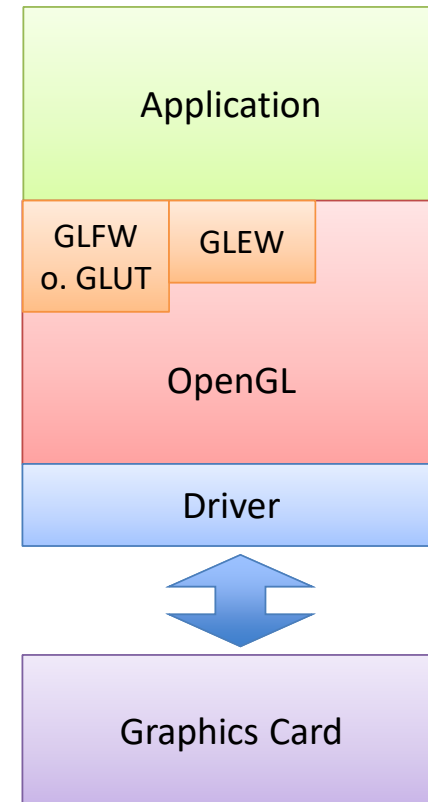 Application
GLFW
o. GLUT
GLEW
OpenGL
Driver
Graphics Card